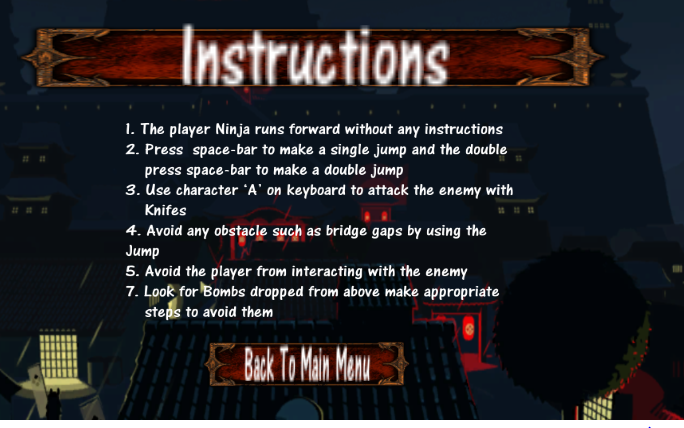 Instructions
1. The player Ninja runs forward without any instructions
2. Press space-bar to make a single jump and the double
press space-bar to make a double jump
3. Use character ‘A’ on keyboard to attack the enemy with
Knifes
4. Avoid any obstacle such as bridge gaps by using the
Jump
5. Avoid the player from interacting with the enemy
7. Look for Bombs dropped from above make appropriate
steps to avoid them
Back To Main Menu